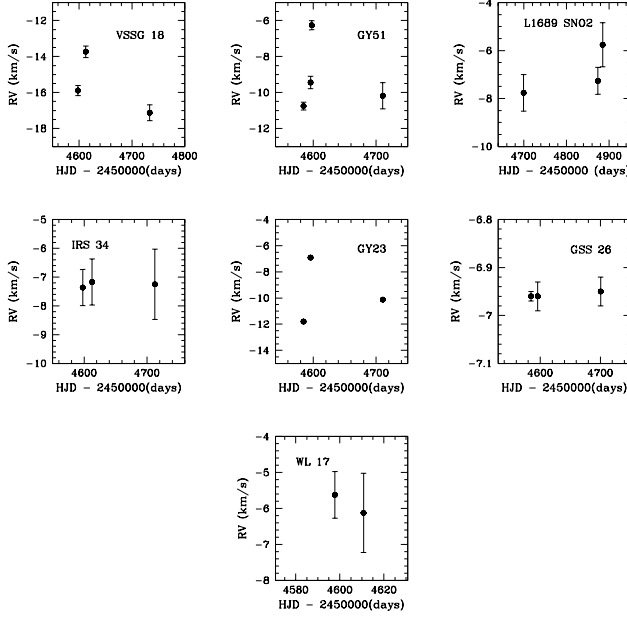 -12
-14
-16
-18
RV (km/s)
VSSG 18
4600
4700
4800
HJD - 2450000(days)
-6
-8
-10
-12
RV (km/s)
GY51
4600
4700
HJD - 2450000(days)
-4
-6
-8
-10
RV (km/s)
L1689 SNO2
4700
4800
4900
HJD - 2450000 (days)
-5
-6
-7
-8
-9
-10
RV (km/s)
IRS 34
4600
4700
HJD - 2450000(days)
-4
-6
-8
-10
-12
-14
RV (km/s)
GY23
4600
4700
HJD - 2450000(days)
-6.8
-6.9
-7
-7.1
RV (km/s)
GSS 26
4600
4700
HJD - 2450000(days)
-4
-5
-6
-7
-8
RV (km/s)
WL 17
4580
4600
4620
HJD - 2450000(days)